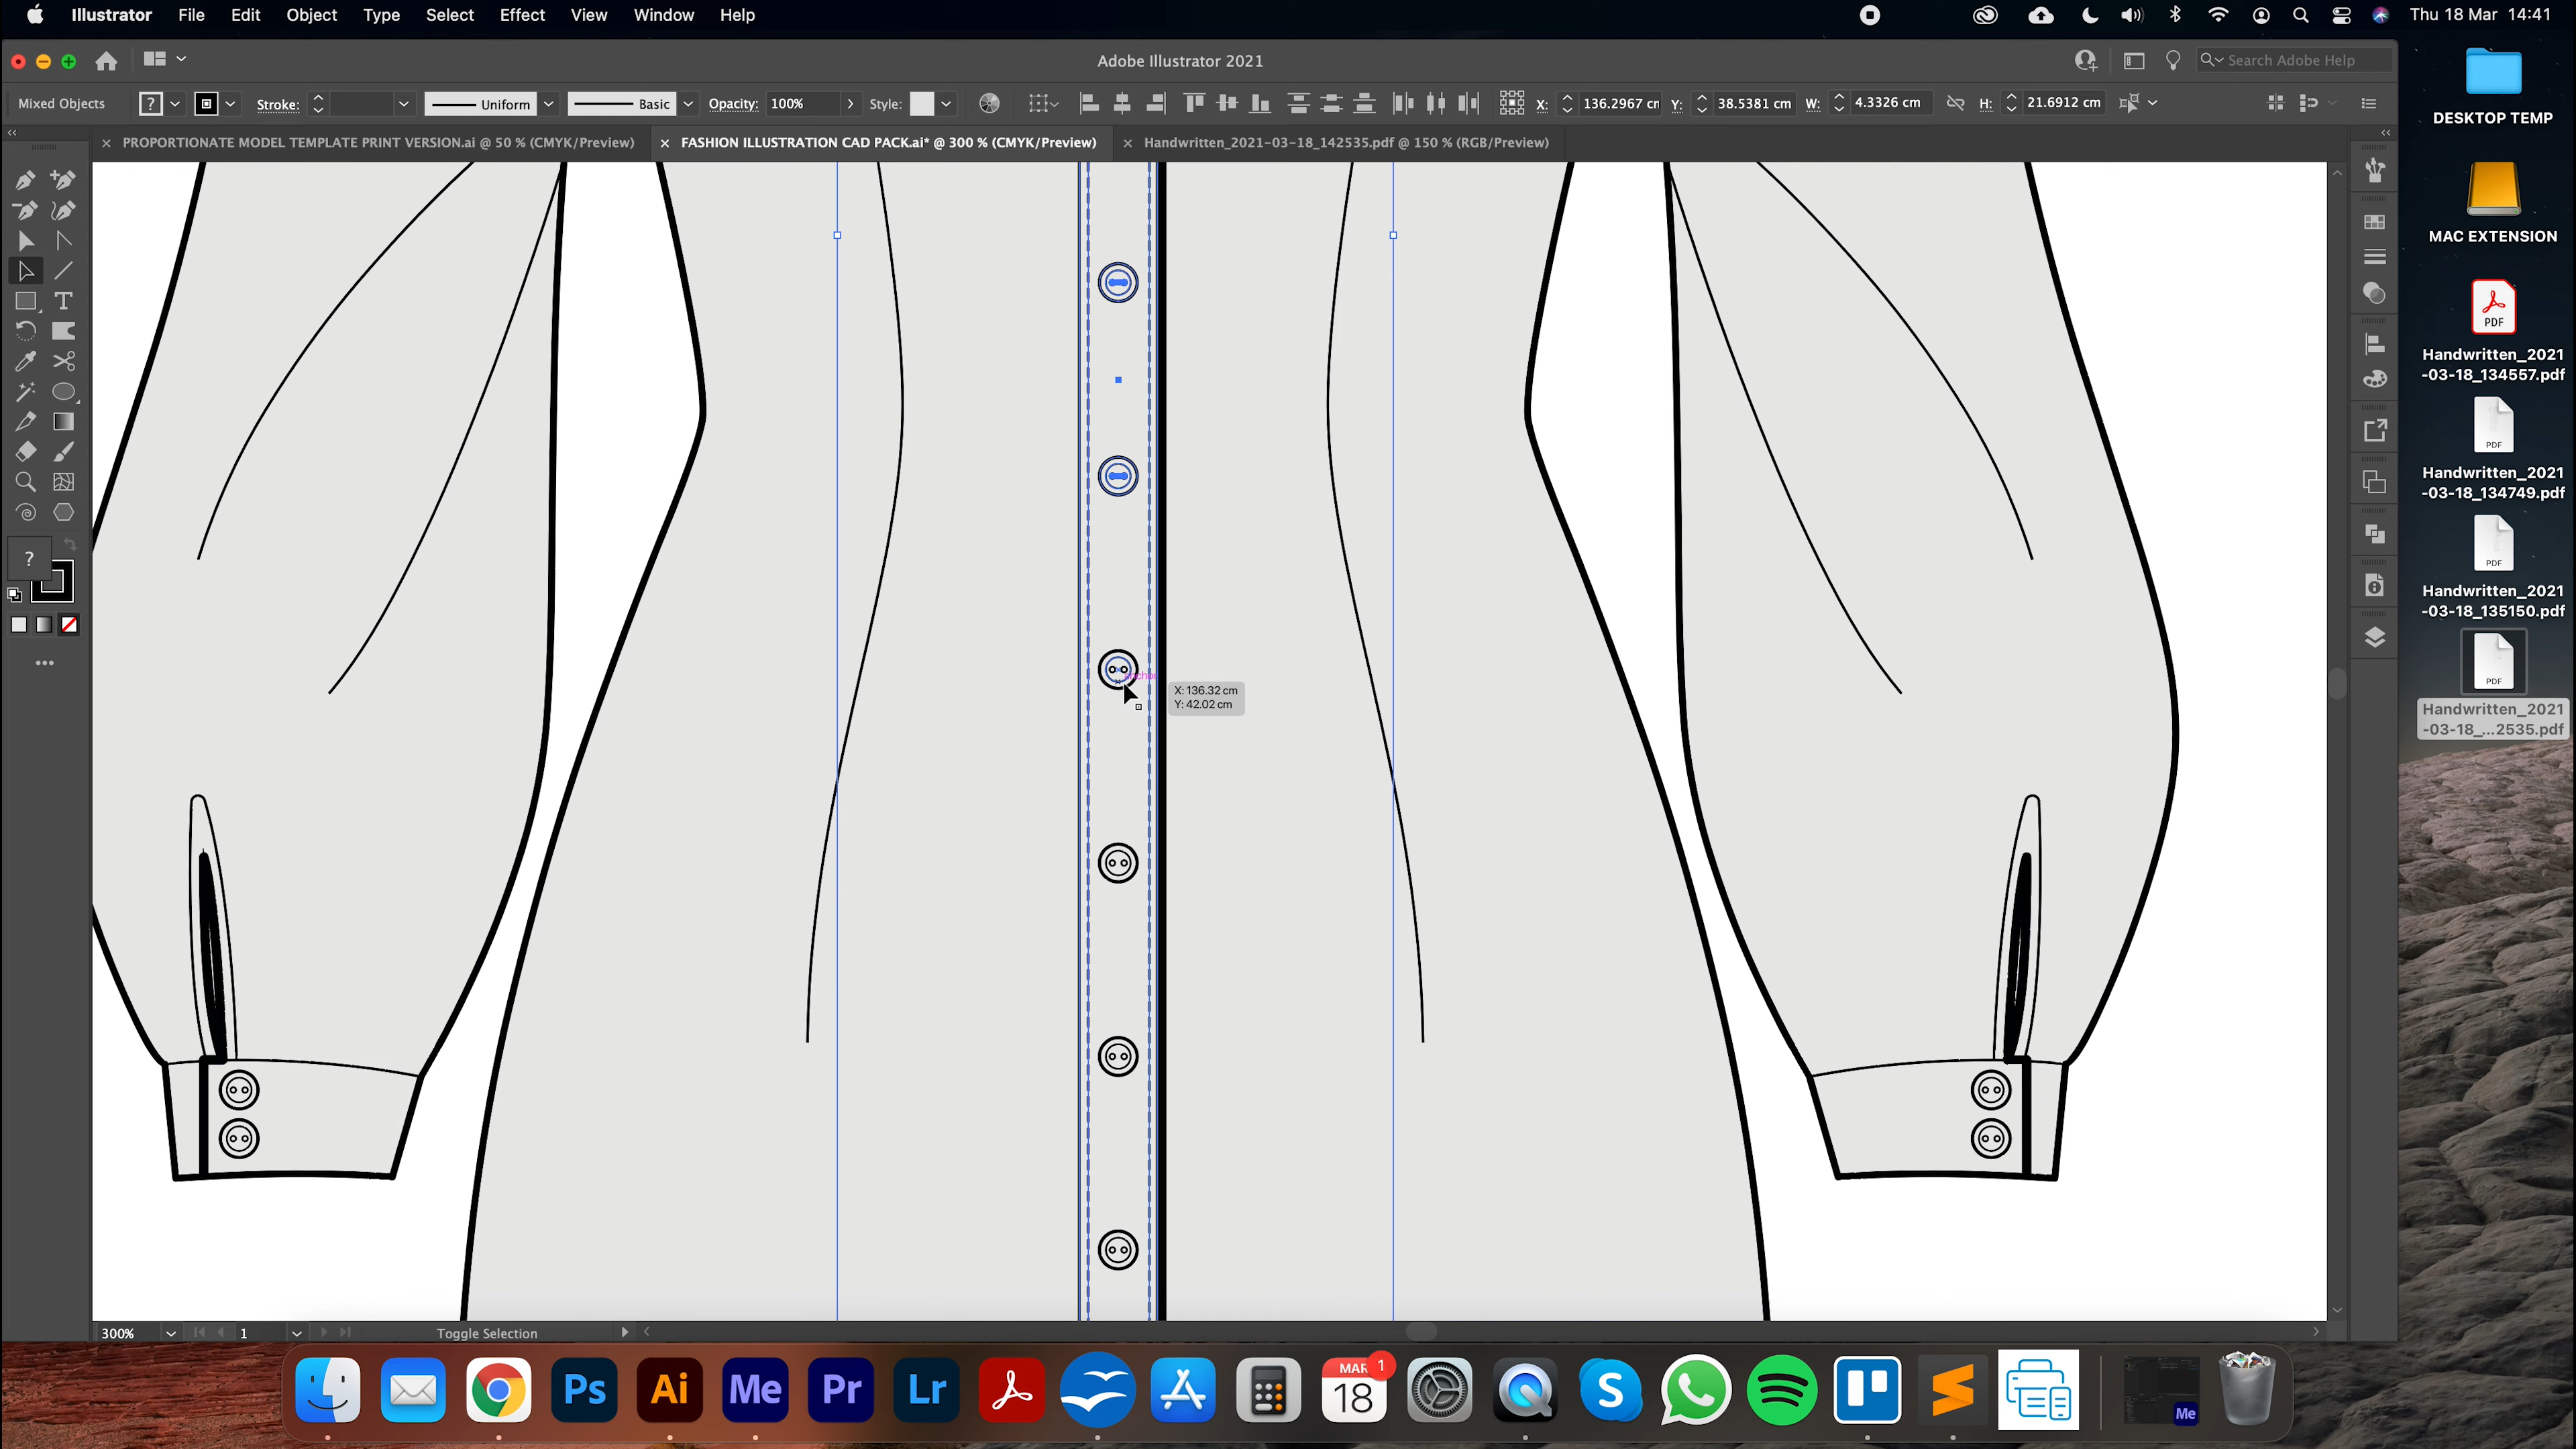 Illustrator File Edit Object Type Select Effect View Window Help
Thu 18 Mar 14:41
Adobe Illustrator 2021
Search Adobe Help
Mixed Objects ? Stroke: Uniform Basic Opacity: 100% Style: X: 136.2967 cm Y: 38.5381 cm W: 4.3326 cm H: 21.6912 cm
PROPORTIONATE MODEL TEMPLATE PRINT VERSION.ai @ 50 % (CMYK/Preview)
FASHION ILLUSTRATION CAD PACK.ai* @ 300 % (CMYK/Preview)
Handwritten_2021-03-18_142535.pdf @ 150 % (RGB/Preview)
DESKTOP TEMP
MAC EXTENSION
PDF
Handwritten_2021
-03-18_134557.pdf
PDF
Handwritten_2021
-03-18_134749.pdf
PDF
Handwritten_2021
-03-18_135150.pdf
PDF
Handwritten_2021
-03-18_...2535.pdf
T
?
anchor
X: 136.32 cm
Y: 42.02 cm
300% 1 Toggle Selection
Ps Ai Me Pr Lr
MAR 1
18
S
Me